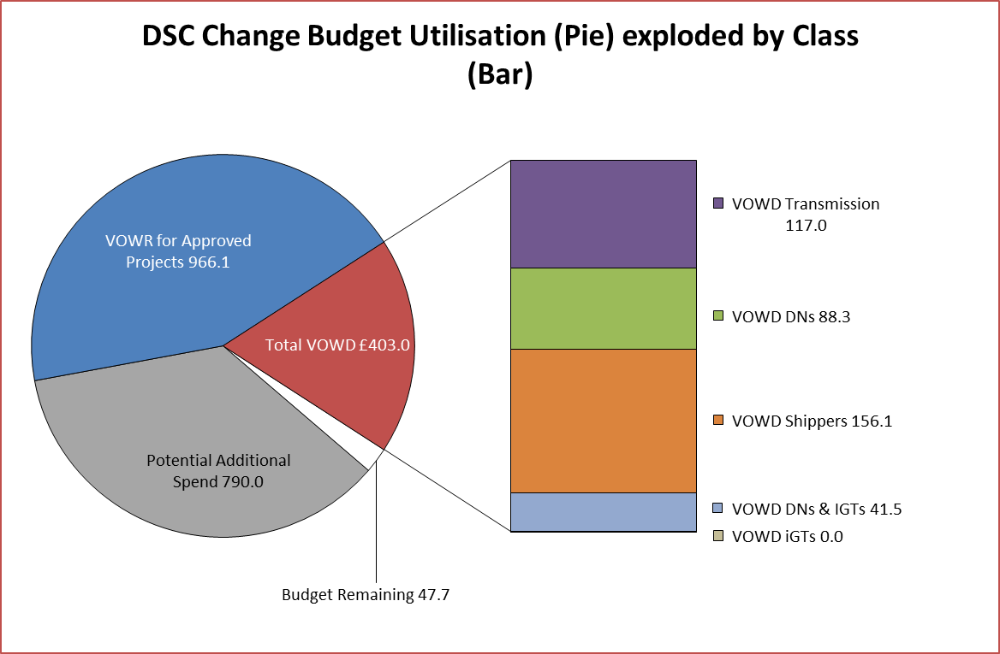 DSC Change Budget Utilisation (Pie) exploded by Class
(Bar)
VOWR for Approved
Projects 966.1
Total VOWD £403.0
Potential Additional
Spend 790.0
Budget Remaining 47.7
VOWD Transmission
117.0
VOWD DNs 88.3
VOWD Shippers 156.1
VOWD DNs & IGTs 41.5
VOWD iGTs 0.0